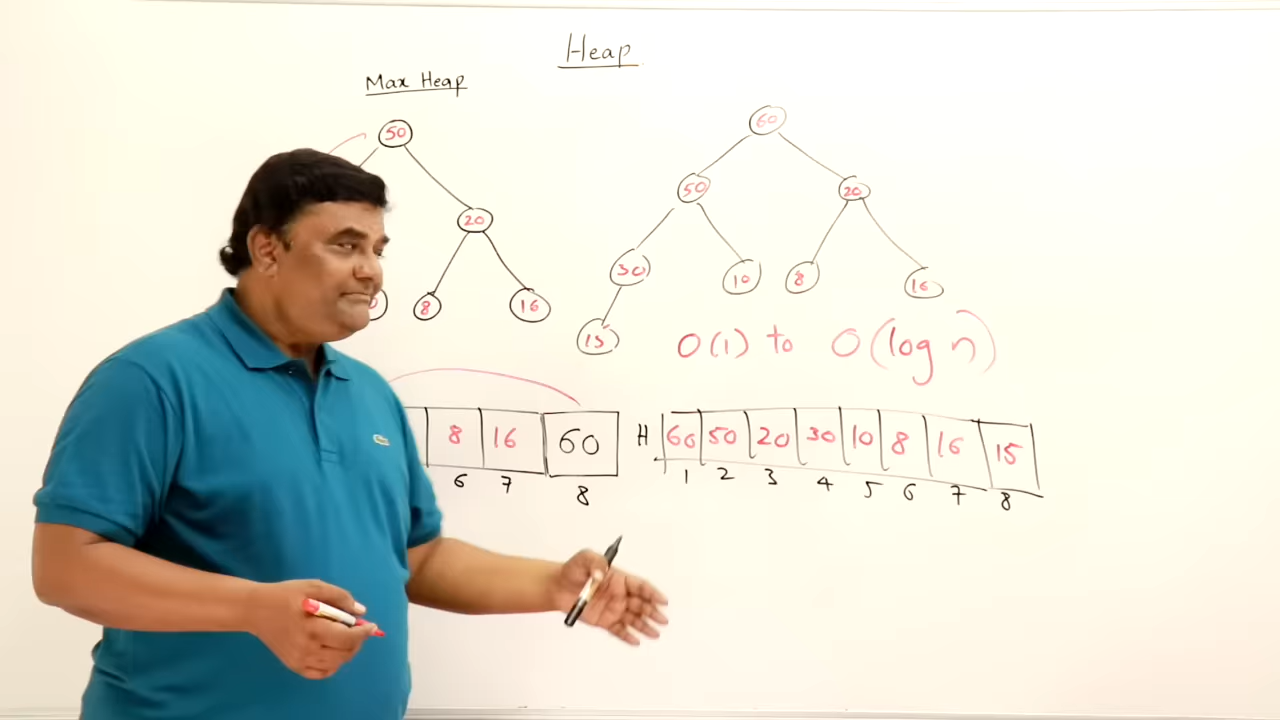 Heap
Max Heap
50
20
8
16
60
50
20
30
10
8
16
15
O(1) to O(log n)
8 16 60
6 7 8
H 60 50 20 30 10 8 16 15
1 2 3 4 5 6 7 8